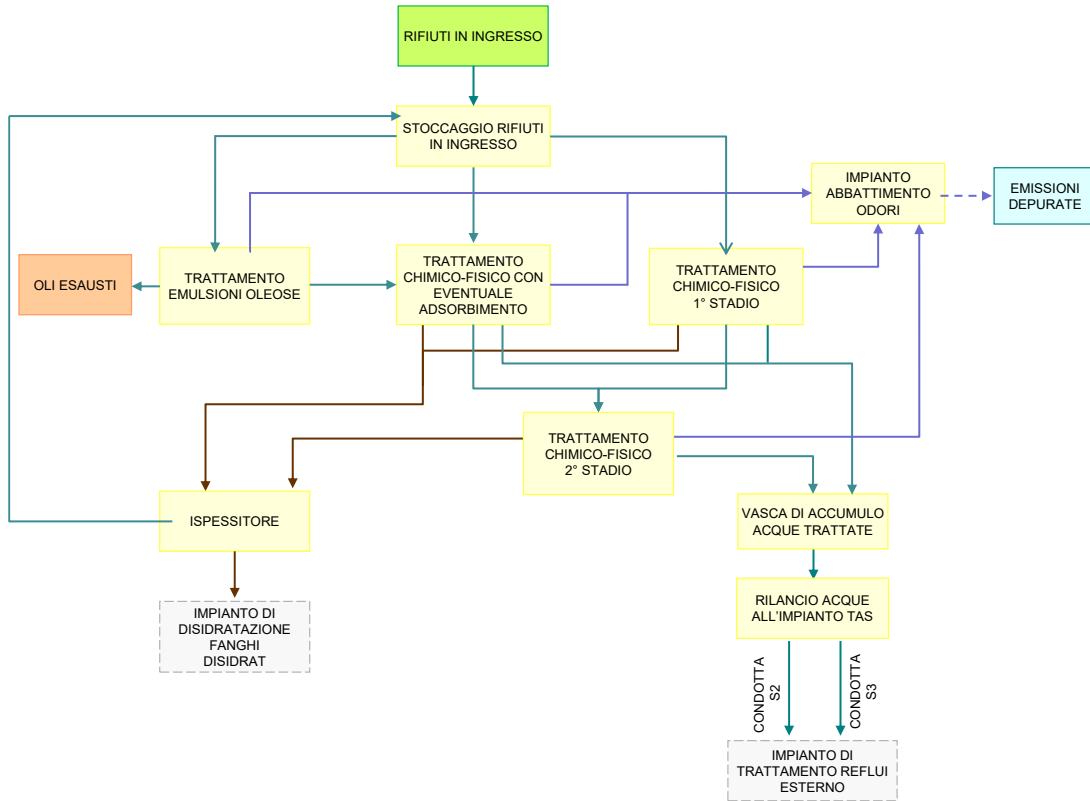 RIFIUTI IN INGRESSO
STOCCAGGIO RIFIUTI
IN INGRESSO
IMPIANTO
ABBATTIMENTO
ODORI
EMISSIONI
DEPURATE
OLI ESAUSTI
TRATTAMENTO
EMULSIONI OLEOSE
TRATTAMENTO
CHIMICO-FISICO CON
EVENTUALE
ADSORBIMENTO
TRATTAMENTO
CHIMICO-FISICO
1° STADIO
TRATTAMENTO
CHIMICO-FISICO
2° STADIO
ISPESSITORE
VASCA DI ACCUMULO
ACQUE TRATTATE
IMPIANTO DI
DISIDRATAZIONE
FANGHI
DISIDRAT
RILANCIO ACQUE
ALL'IMPIANTO TAS
CONDOTTA
S2
CONDOTTA
S3
IMPIANTO DI
TRATTAMENTO REFLUI
ESTERNO